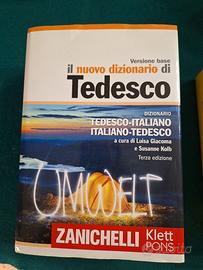 Versione base
il nuovo dizionario di
Tedesco
DIZIONARIO
TEDESCO-ITALIANO
ITALIANO-TEDESCO
a cura di Luisa Giacoma
e Susanne Kolb
Terza edizione
UMWELT
ZANICHELLI
Klett
PONS
subito